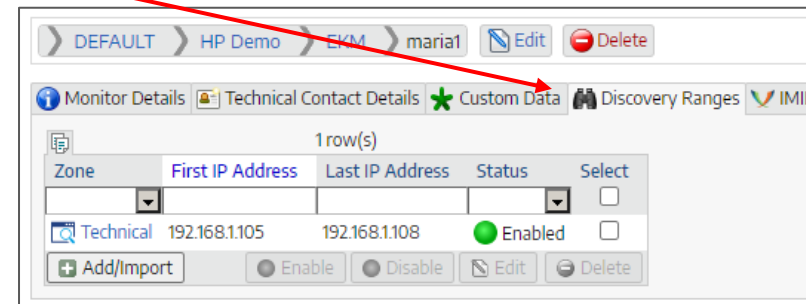 DEFAULT HP Demo EKM maria1 Edit Delete
Monitor Details Technical Contact Details Custom Data Discovery Ranges
1 row(s)
Zone First IP Address Last IP Address Status Select
Technical 192.168.1.105 192.168.1.108 Enabled
Add/Import Enable Disable Edit Delete